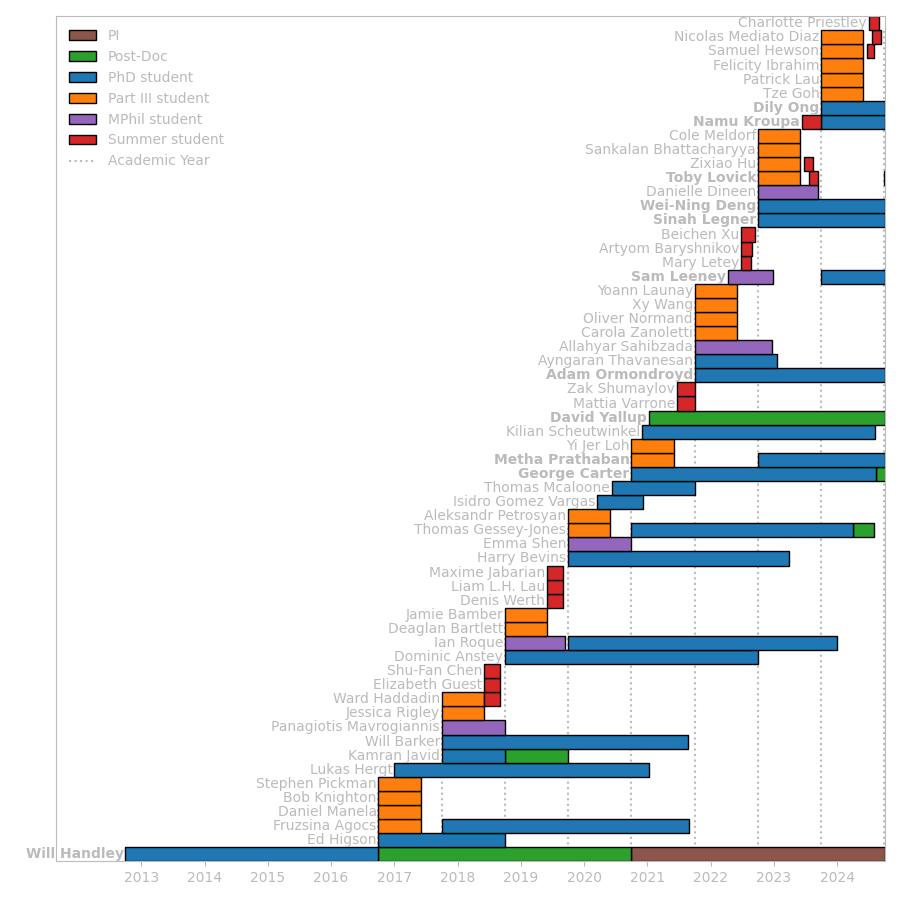 PI
Post-Doc
PhD student
Part III student
MPhil student
Summer student
Academic Year
Charlotte Priestley
Nicolas Mediato Diaz
Samuel Hewson
Felicity Ibrahim
Patrick Lau
Tze Goh
Dily Ong
Namu Kroupa
Cole Meldorf
Sankalan Bhattacharyya
Zixiao Hu
Toby Lovick
Danielle Dineen
Wei-Ning Deng
Sinah Legner
Beichen Xu
Artyom Baryshnikov
Mary Letey
Sam Leeney
Yoann Launay
Xy Wang
Oliver Normand
Carola Zanoletti
Allahyar Sahibzada
Ayngaran Thavanesan
Adam Ormondroyd
Zak Shumaylov
Mattia Varrone
David Yallup
Kilian Scheutwinkel
Yi Jer Loh
Metha Prathaban
George Carter
Thomas Mcaloone
Isidro Gomez Vargas
Aleksandr Petrosyan
Thomas Gessey-Jones
Emma Shen
Harry Bevins
Maxime Jabarian
Liam L.H. Lau
Denis Werth
Jamie Bamber
Deaglan Bartlett
Ian Roque
Dominic Anstey
Shu-Fan Chen
Elizabeth Guest
Ward Haddadin
Jessica Rigley
Panagiotis Mavrogiannis
Will Barker
Kamran Javid
Lukas Hergt
Stephen Pickman
Bob Knighton
Daniel Manela
Fruzsina Agocs
Ed Higson
Will Handley
2013 2014 2015 2016 2017 2018 2019 2020 2021 2022 2023 2024